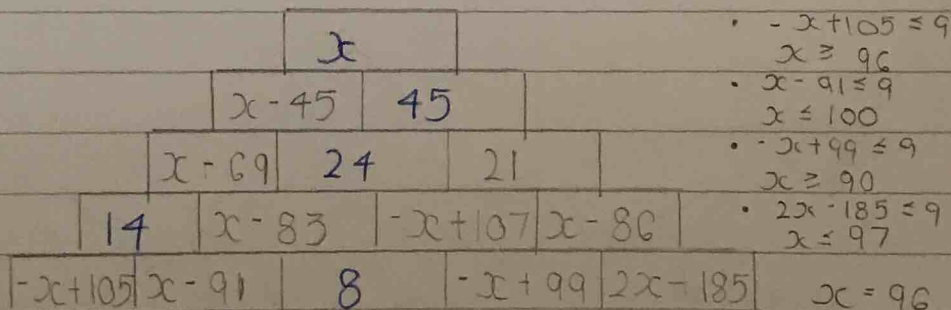 x
x-45 45
x-69 24 21
14 x-83 -x+107 x-86
-x+105 x-91 8 -x+99 2x-185
• -x+105 ≤ 9
x ≥ 96
• x-91 ≤ 9
x ≤ 100
• -x+99 ≤ 9
x ≥ 90
• 2x-185 ≤ 9
x ≤ 97
x = 96